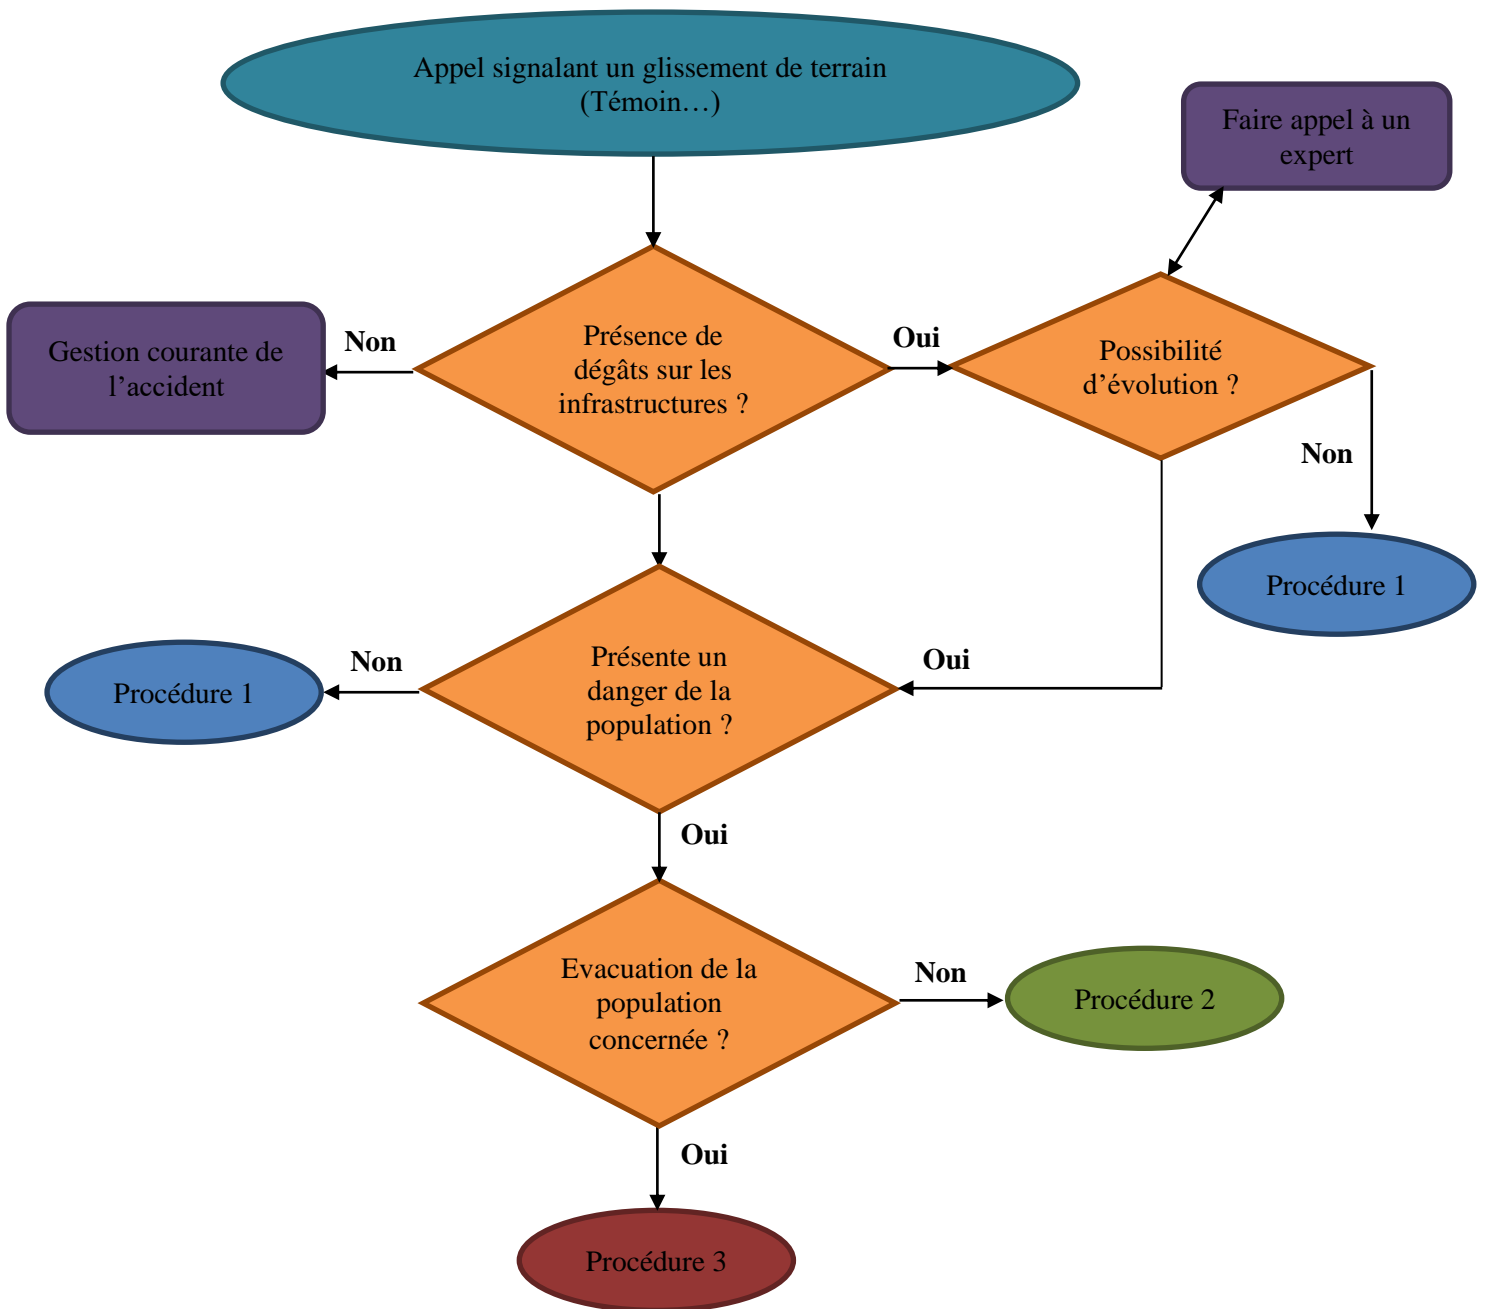 Appel signalant un glissement de terrain
(Témoin…)
Faire appel à un
expert
Gestion courante de
l’accident
Non
Présence de
dégâts sur les
infrastructures ?
Oui
Possibilité
d’évolution ?
Non
Procédure 1
Procédure 1
Non
Présente un
danger de la
population ?
Oui
Oui
Evacuation de la
population
concernée ?
Non
Procédure 2
Oui
Procédure 3